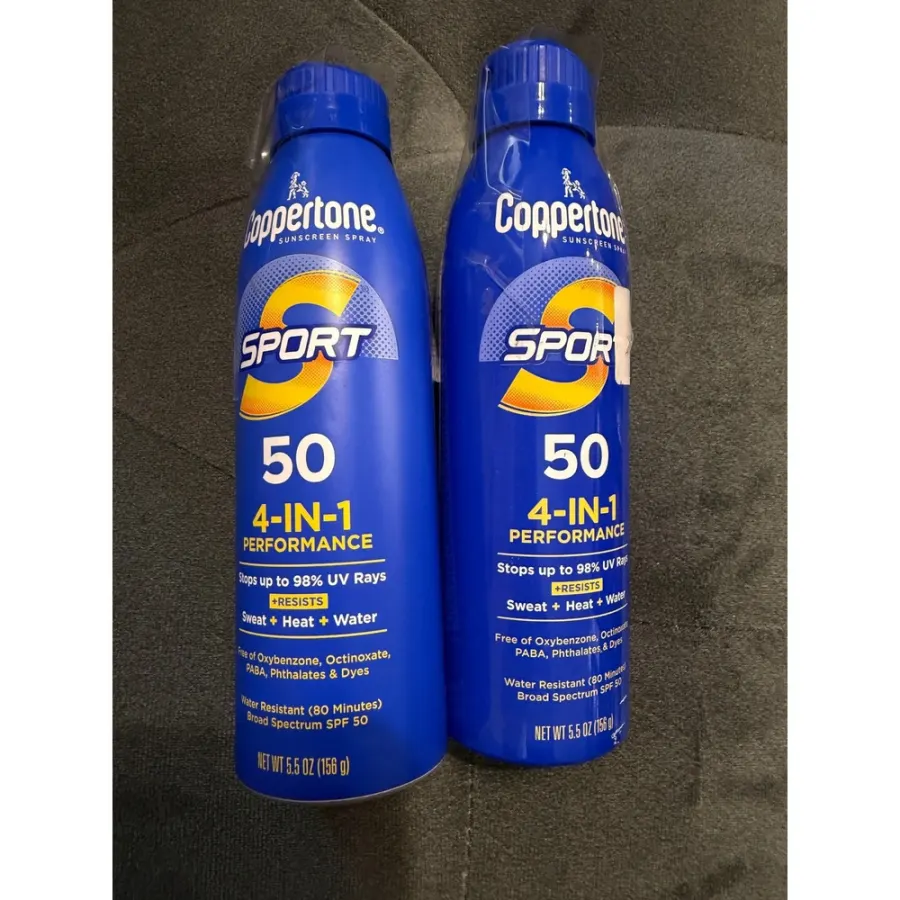 Coppertone®
SUNSCREEN SPRAY
SPORT
50
4-IN-1
PERFORMANCE
Stops up to 98% UV Rays
+RESISTS
Sweat + Heat + Water
Free of Oxybenzone, Octinoxate,
PABA, Phthalates & Dyes
Water Resistant (80 Minutes)
Broad Spectrum SPF 50
NET WT 5.5 OZ (156 g)
Coppertone
SUNSCREEN SPRAY
SPORT
50
4-IN-1
PERFORMANCE
Stops up to 98% UV Rays
+RESISTS
Sweat + Heat + Water
Free of Oxybenzone, Octinoxate,
PABA, Phthalates & Dyes
Water Resistant (80 Minutes)
Broad Spectrum SPF 50
NET WT 5.5 OZ (156 g)